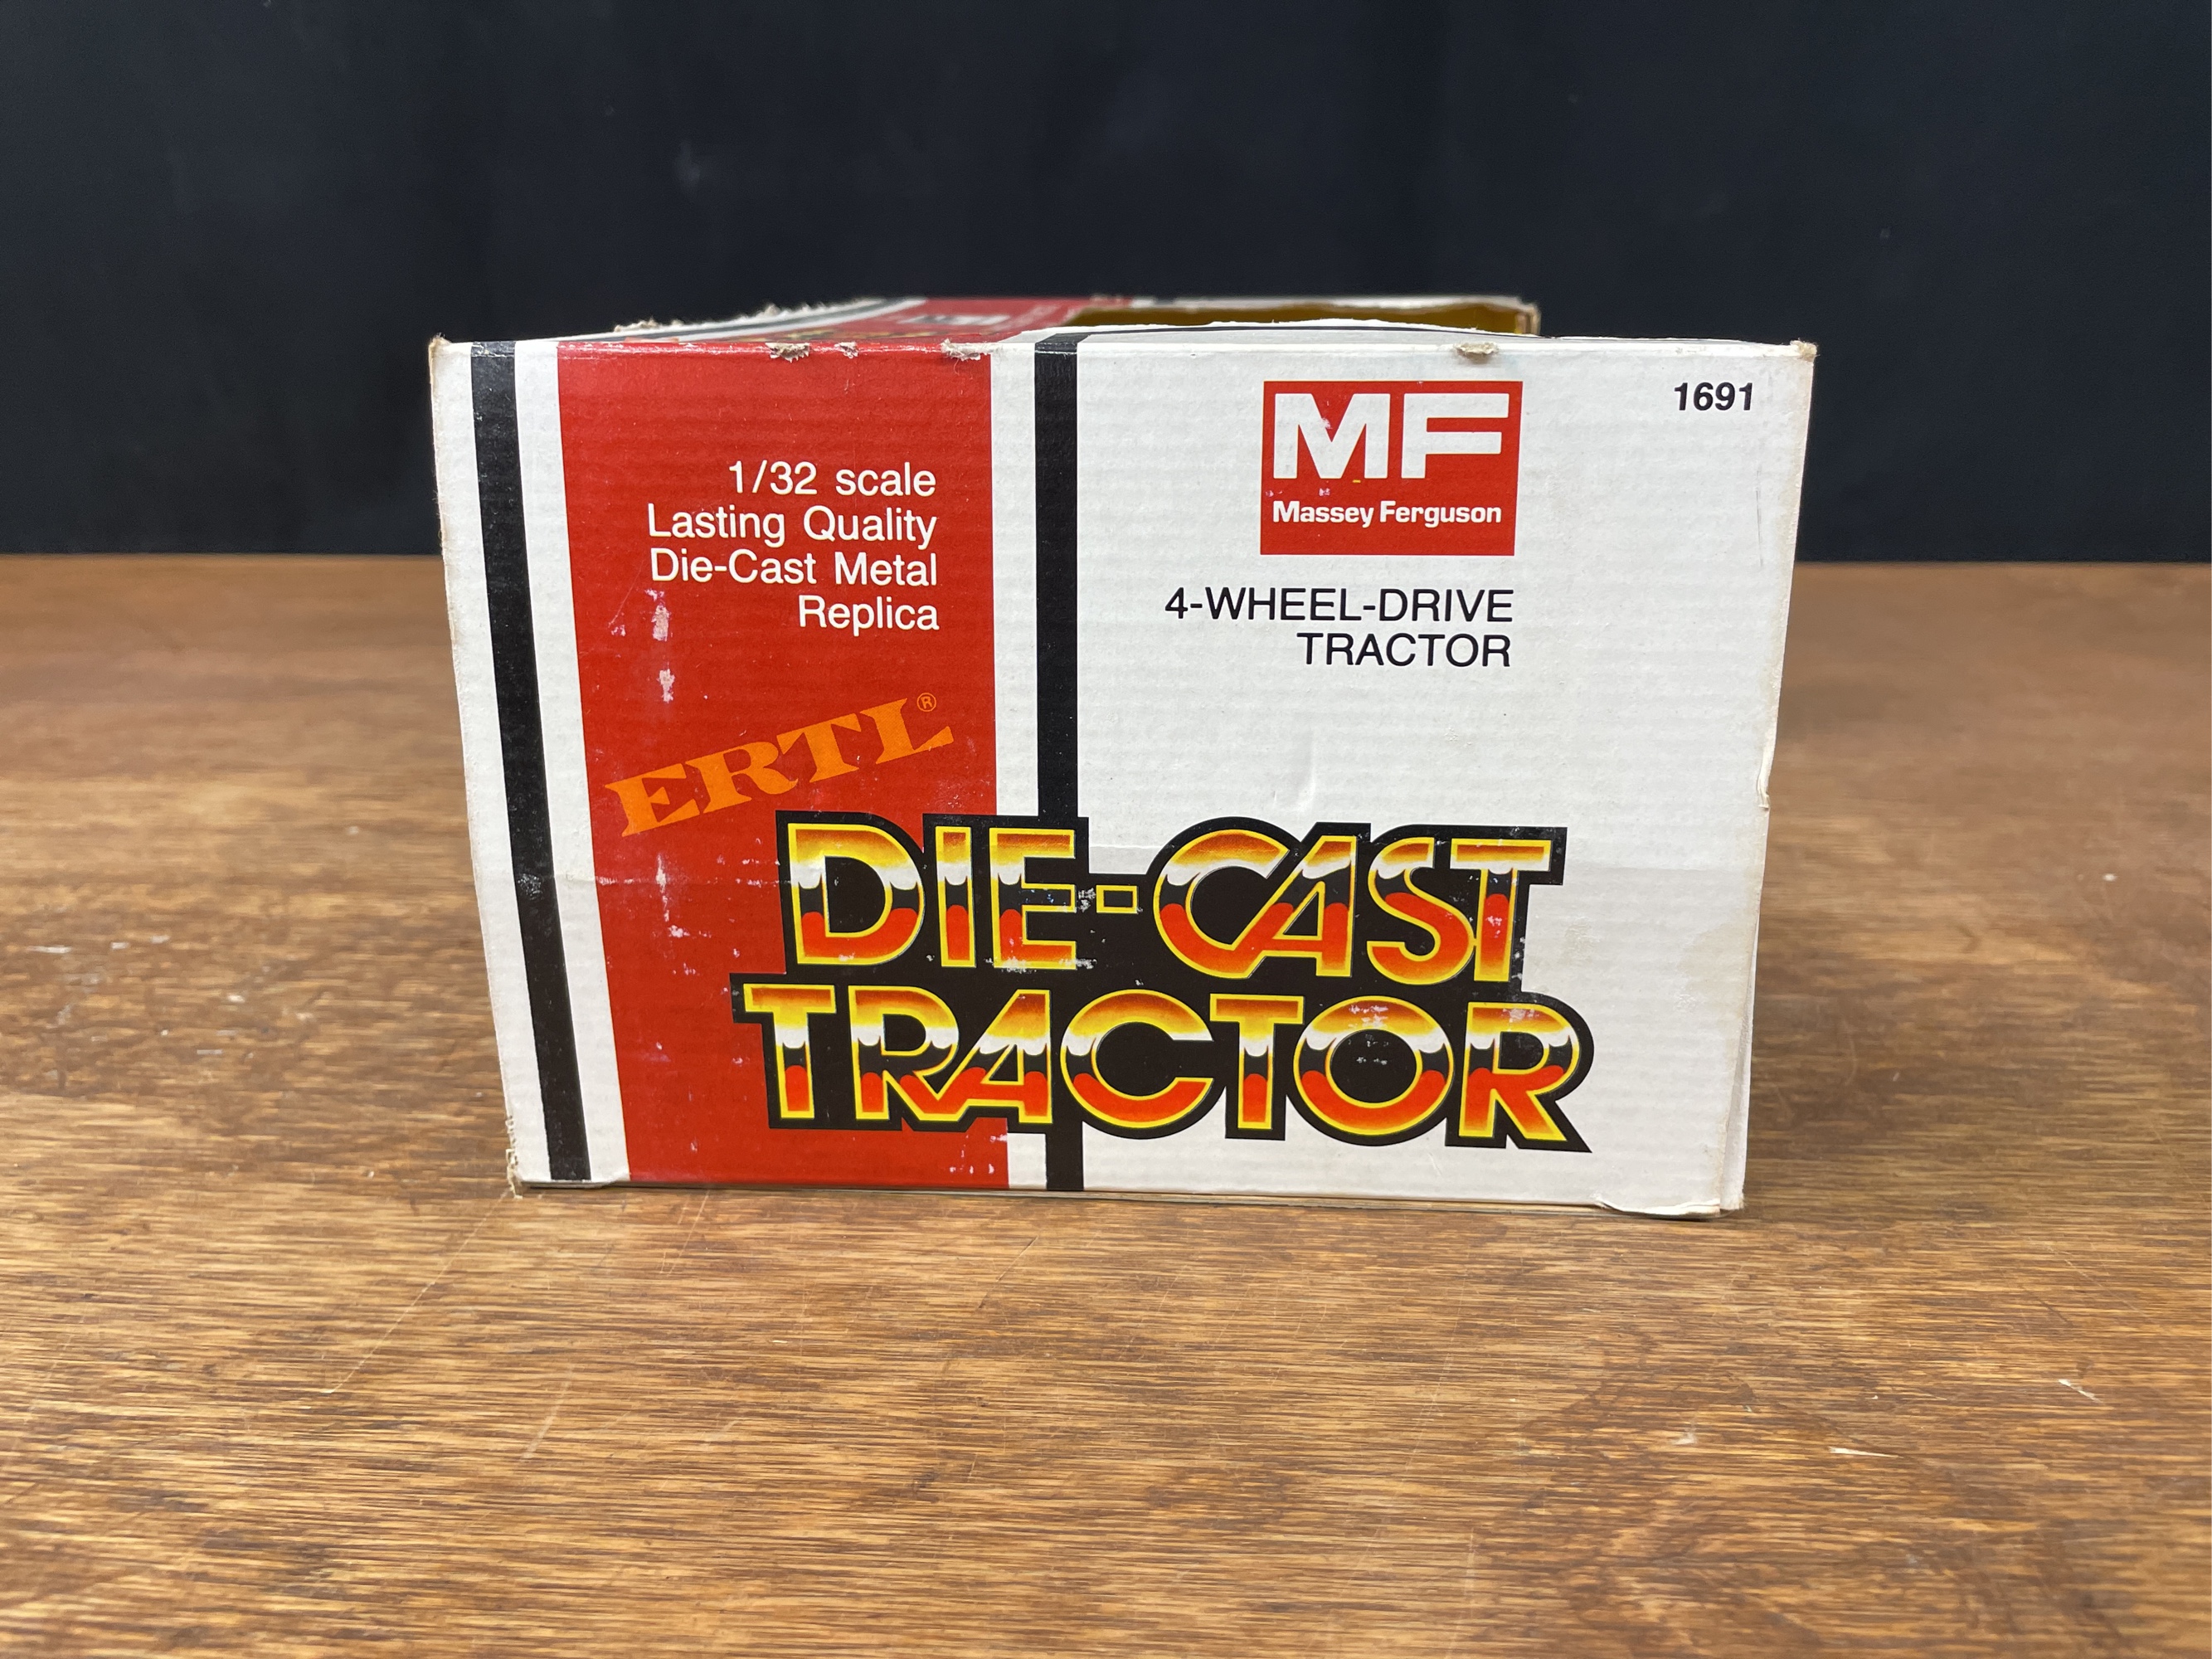 1/32 scale
Lasting Quality
Die-Cast Metal
Replica
ERTL®
MF
Massey Ferguson
1691
4-WHEEL-DRIVE
TRACTOR
DIE-CAST
TRACTOR